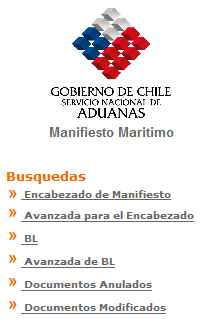 GOBIERNO DE CHILE
SERVICIO NACIONAL DE
ADUANAS
Manifiesto Maritimo
Busquedas
» Encabezado de Manifiesto
» Avanzada para el Encabezado
» BL
» Avanzada de BL
» Documentos Anulados
» Documentos Modificados